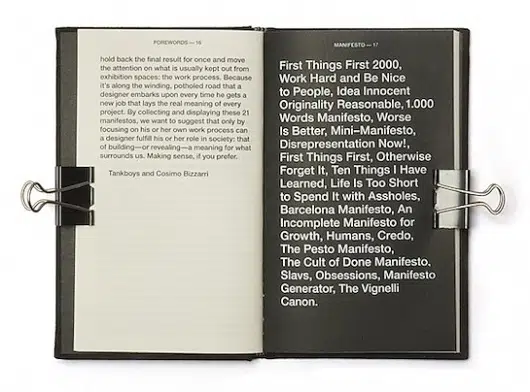 FOREWORDS — 16
hold back the final result for once and move
the attention on what is usually kept out from
exhibition spaces: the work process. Because
it's along the winding, potholed road that a
designer embarks upon every time he gets a
new job that lays the real meaning of every
project. By collecting and displaying these 21
manifestos, we want to suggest that only by
focusing on his or her own work process can
a designer fulfill his or her role in society: that
of building—or revealing—a meaning for what
surrounds us. Making sense, if you prefer.
Tankboys and Cosimo Bizzarri
MANIFESTO — 17
First Things First 2000,
Work Hard and Be Nice
to People, Idea Innocent
Originality Reasonable, 1.000
Words Manifesto, Worse
Is Better, Mini–Manifesto,
Disrepresentation Now!,
First Things First, Otherwise
Forget It, Ten Things I Have
Learned, Life Is Too Short
to Spend It with Assholes,
Barcelona Manifesto, An
Incomplete Manifesto for
Growth, Humans, Credo,
The Pesto Manifesto,
The Cult of Done Manifesto.
Slavs, Obsessions, Manifesto
Generator, The Vignelli
Canon.